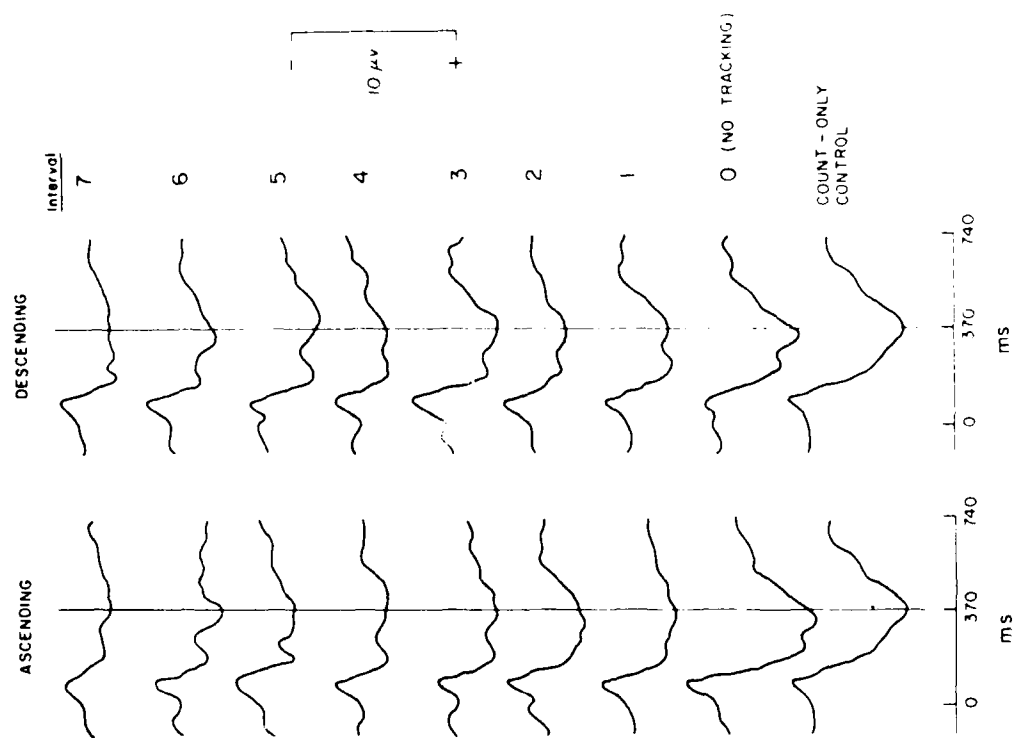 ASCENDING
DESCENDING
Interval
7
6
5
4
3
2
1
0 (NO TRACKING)
COUNT - ONLY
CONTROL
-
10 μv
+
0 370 740
ms
0 370 740
ms